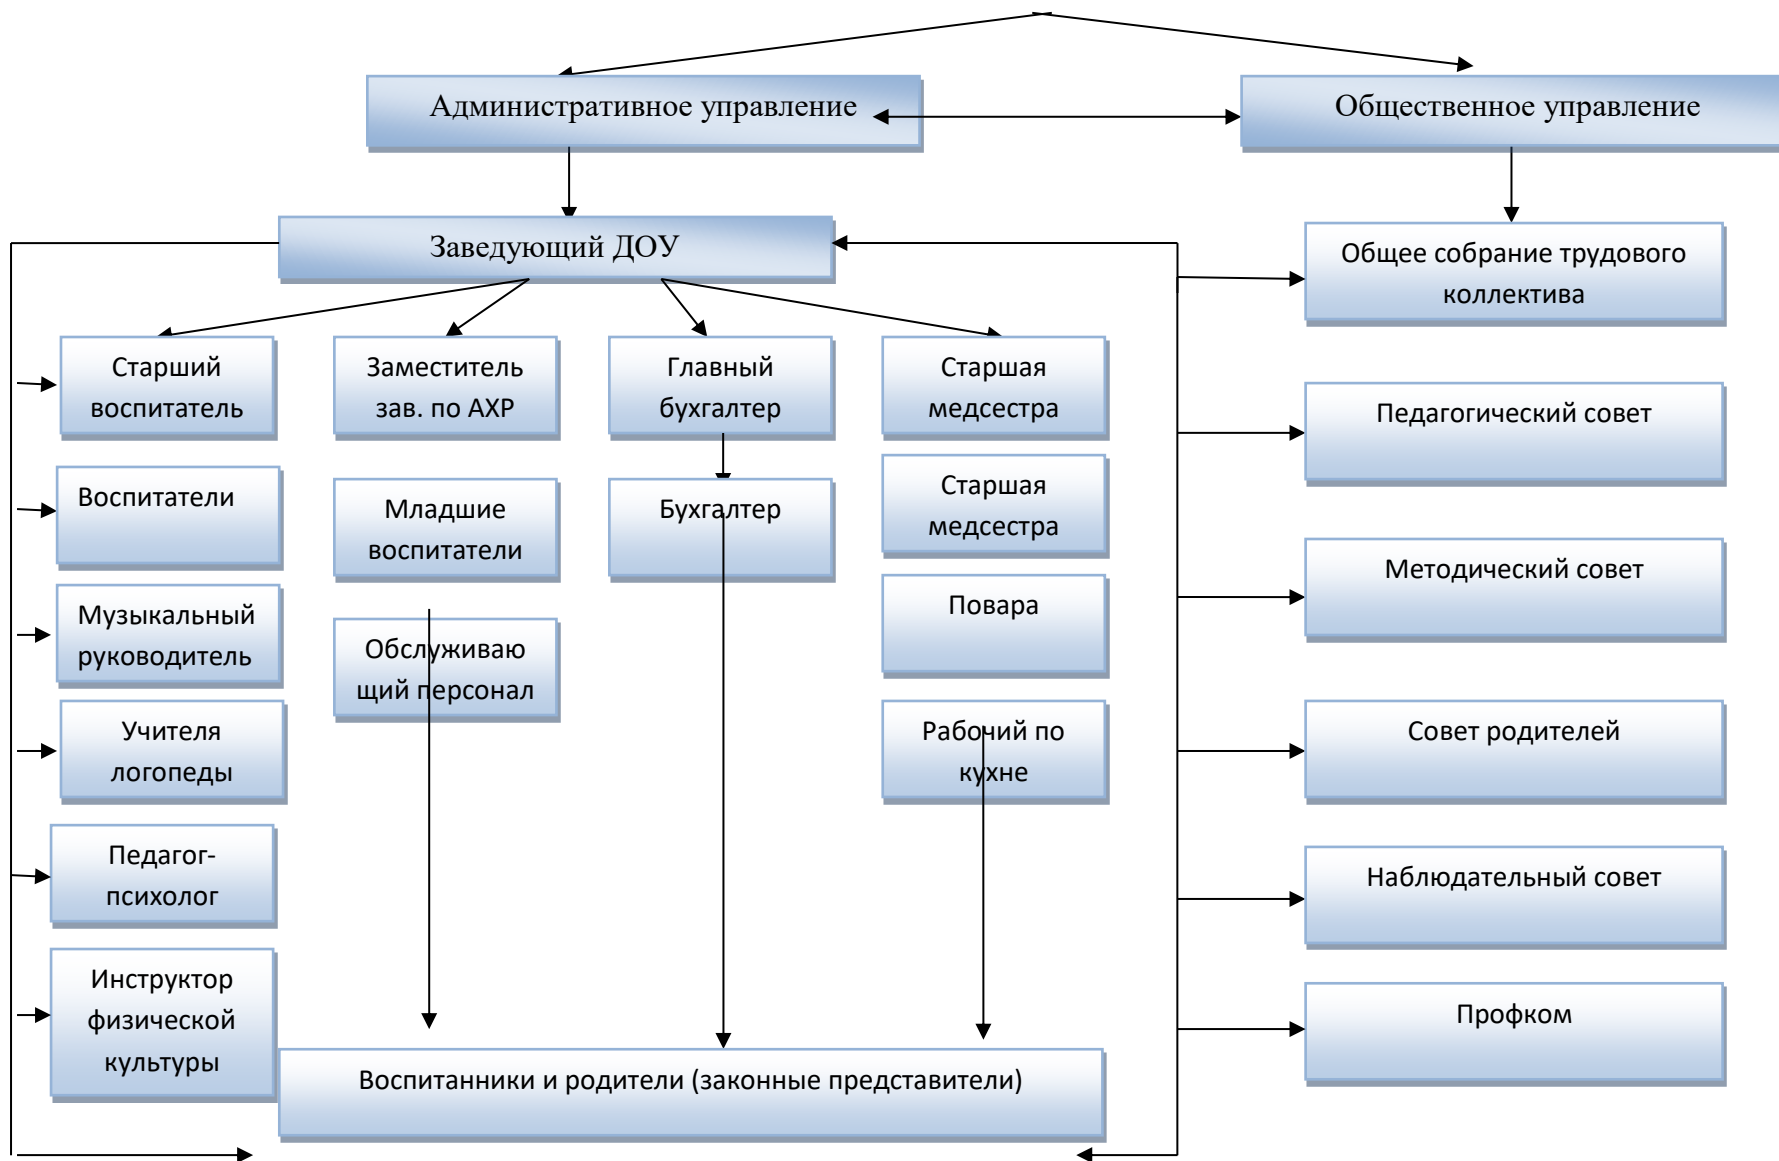 Административное управление
Общественное управление
Заведующий ДОУ
Общее собрание трудового
коллектива
Старший
воспитатель
Заместитель
зав. по АХР
Главный
бухгалтер
Старшая
медсестра
Педагогический совет
Воспитатели
Младшие
воспитатели
Бухгалтер
Старшая
медсестра
Методический совет
Музыкальный
руководитель
Обслуживаю
щий персонал
Повара
Учителя
логопеды
Рабочий по
кухне
Совет родителей
Педагог-
психолог
Наблюдательный совет
Инструктор
физической
культуры
Профком
Воспитанники и родители (законные представители)